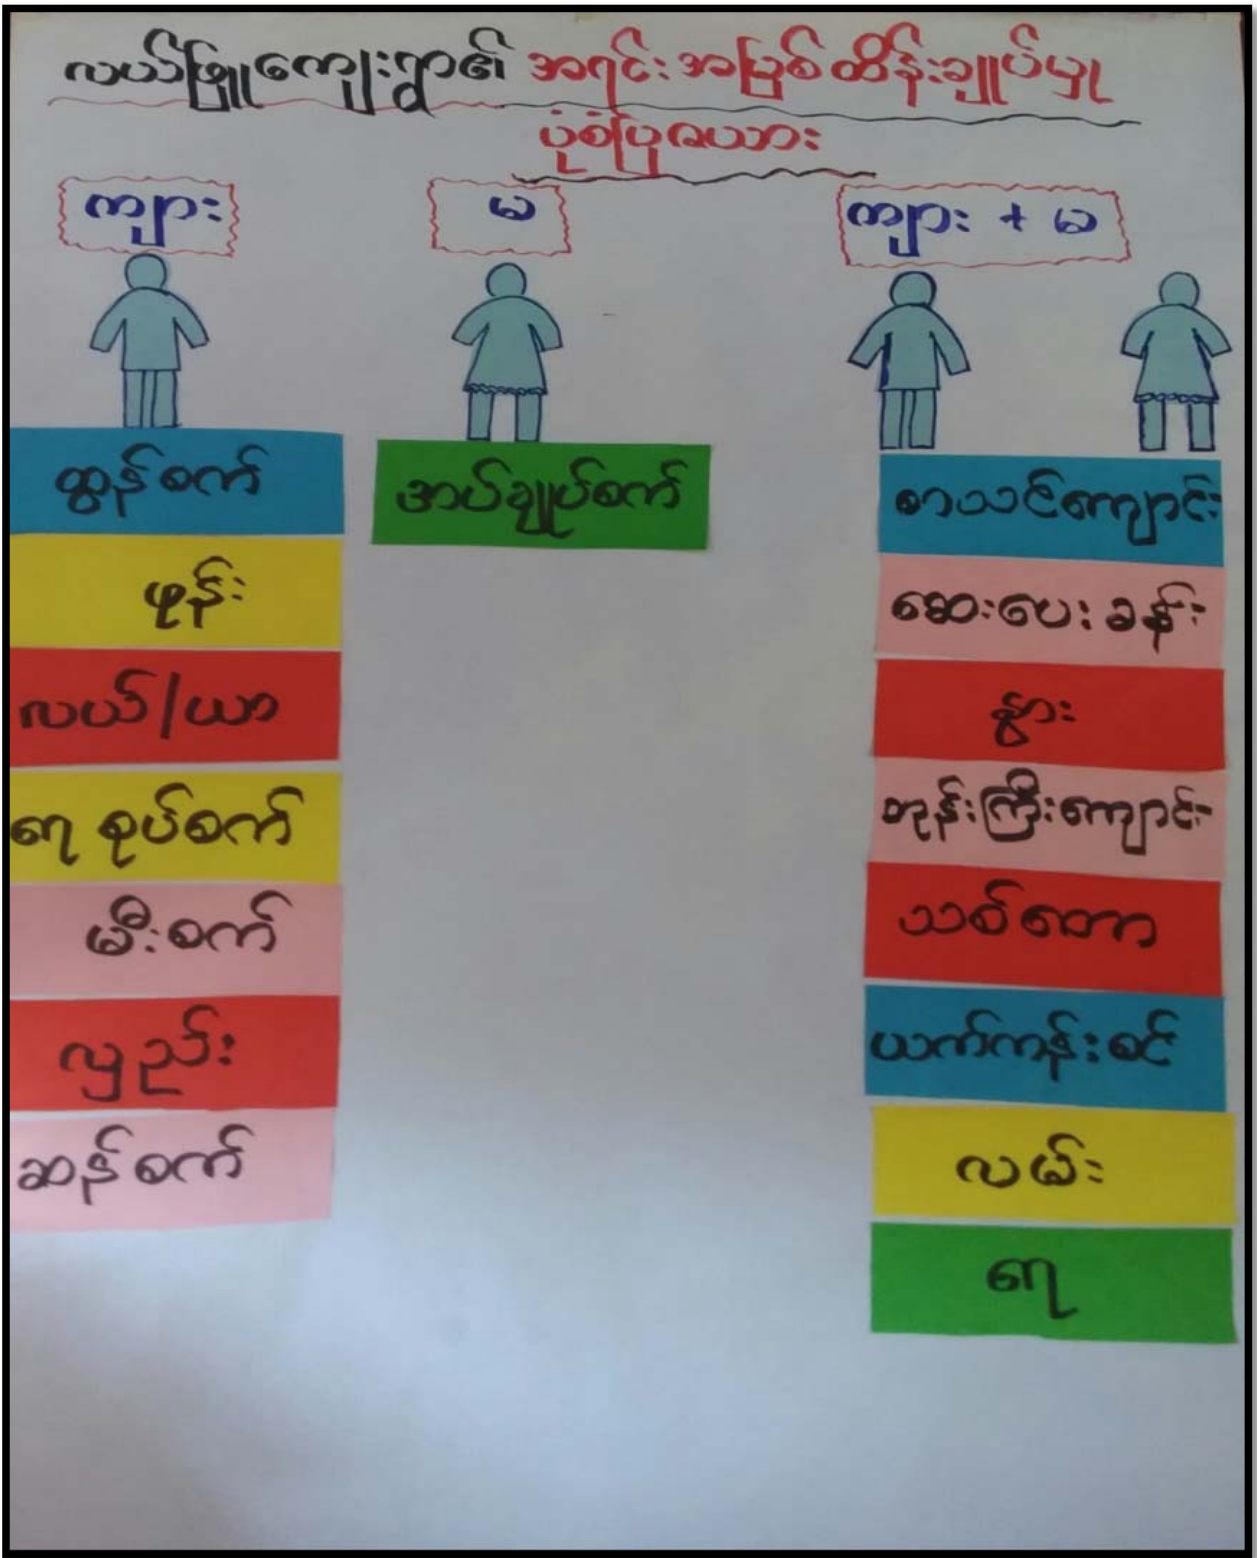 လယ်ဖြူကျေးရွာ၏ အရင်းအမြစ်ထိန်းချုပ်မှု
ပုံစံပြဇယား
ကျား
မ
ကျား + မ
ထွန်စက်
ဖုန်း
လယ်/ယာ
ရေစုပ်စက်
မီးစက်
လှည်း
ဆန်စက်
အပ်ချုပ်စက်
စာသင်ကျောင်း
ဆေးပေးခန်း
နွား
ဘုန်းကြီးကျောင်း
သစ်တော
ယက်ကန်းစင်
လမ်း
ရေ